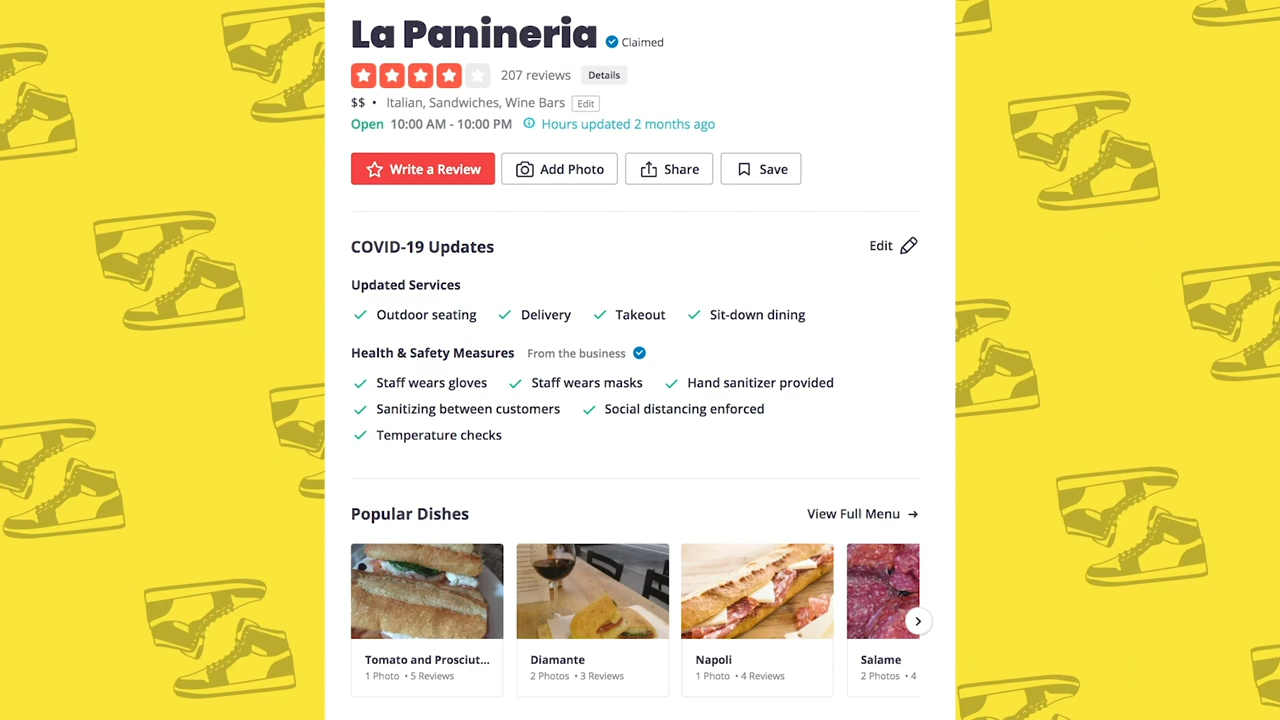 La Panineria Claimed
207 reviews Details
$$ • Italian, Sandwiches, Wine Bars Edit
Open 10:00 AM - 10:00 PM Hours updated 2 months ago
Write a Review Add Photo Share Save
COVID-19 Updates Edit
Updated Services
Outdoor seating Delivery Takeout Sit-down dining
Health & Safety Measures From the business
Staff wears gloves Staff wears masks Hand sanitizer provided
Sanitizing between customers Social distancing enforced
Temperature checks
Popular Dishes View Full Menu →
Tomato and Prosciut... Diamante Napoli Salame
1 Photo • 5 Reviews 2 Photos • 3 Reviews 1 Photo • 4 Reviews 2 Photos • 4